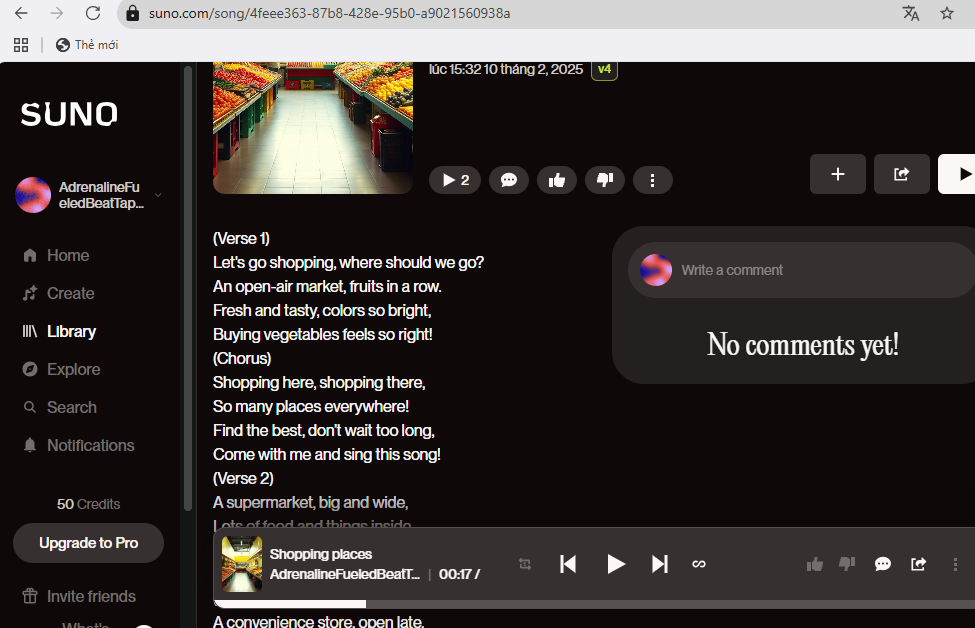 suno.com/song/4feee363-87b8-428e-95b0-a9021560938a
Thẻ mới
SUNO
AdrenalineFu
eledBeatTap...
Home
Create
Library
Explore
Search
Notifications
50 Credits
Upgrade to Pro
Invite friends
What's
lúc 15:32 10 tháng 2, 2025 v4
2
(Verse 1)
Let's go shopping, where should we go?
An open-air market, fruits in a row.
Fresh and tasty, colors so bright,
Buying vegetables feels so right!
(Chorus)
Shopping here, shopping there,
So many places everywhere!
Find the best, don't wait too long,
Come with me and sing this song!
(Verse 2)
A supermarket, big and wide,
Lots of food and things inside.
Write a comment
No comments yet!
Shopping places
AdrenalineFueledBeatT... | 00:17 /
A convenience store, open late,